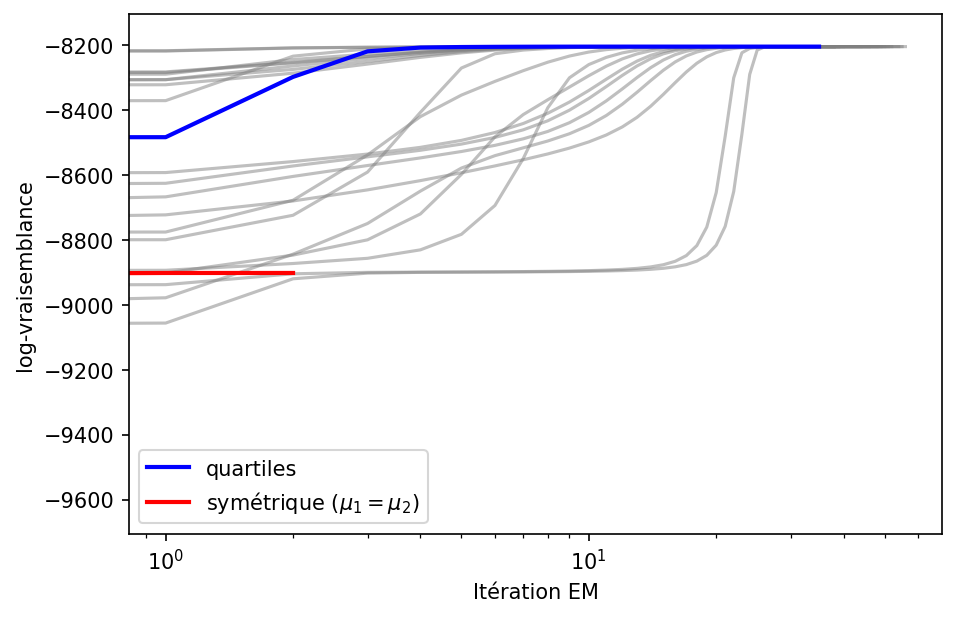 −8200
−8400
−8600
−8800
−9000
−9200
−9400
−9600
log-vraisemblance
quartiles
symétrique (μ₁ = μ₂)
10⁰
10¹
Itération EM